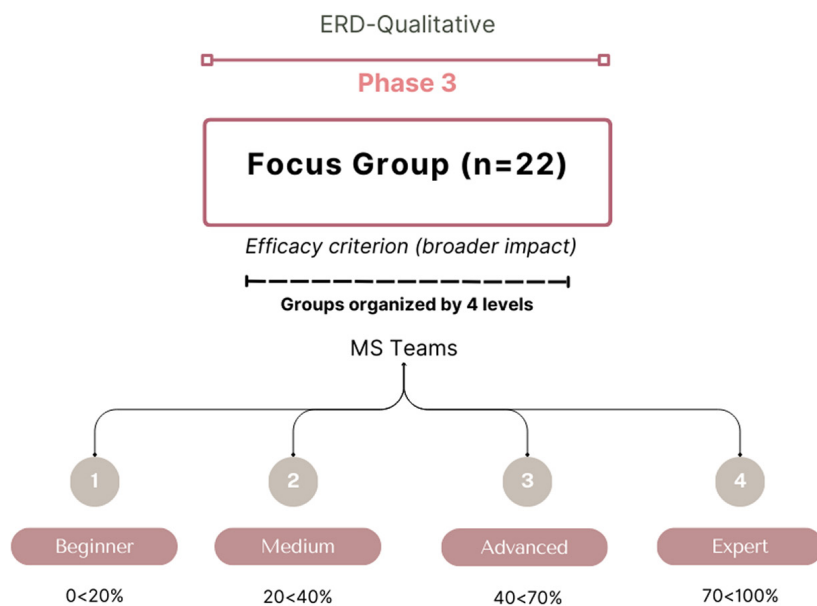 ERD-Qualitative
Phase 3
Focus Group (n=22)
Efficacy criterion (broader impact)
Groups organized by 4 levels
MS Teams
1 2 3 4
Beginner Medium Advanced Expert
0<20% 20<40% 40<70% 70<100%